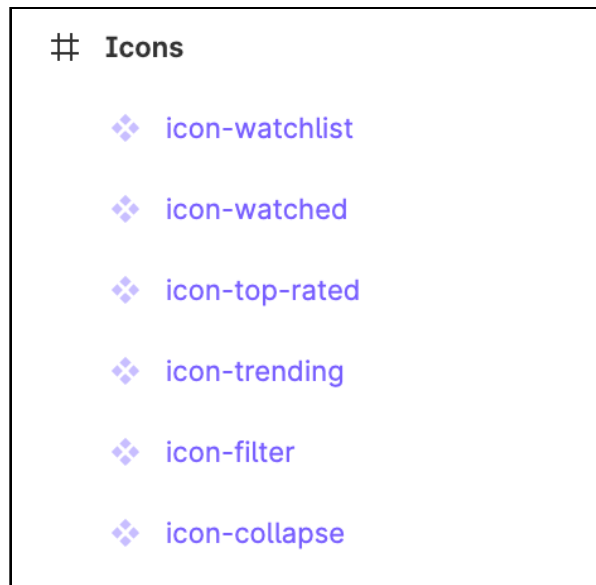 Icons
icon-watchlist
icon-watched
icon-top-rated
icon-trending
icon-filter
icon-collapse